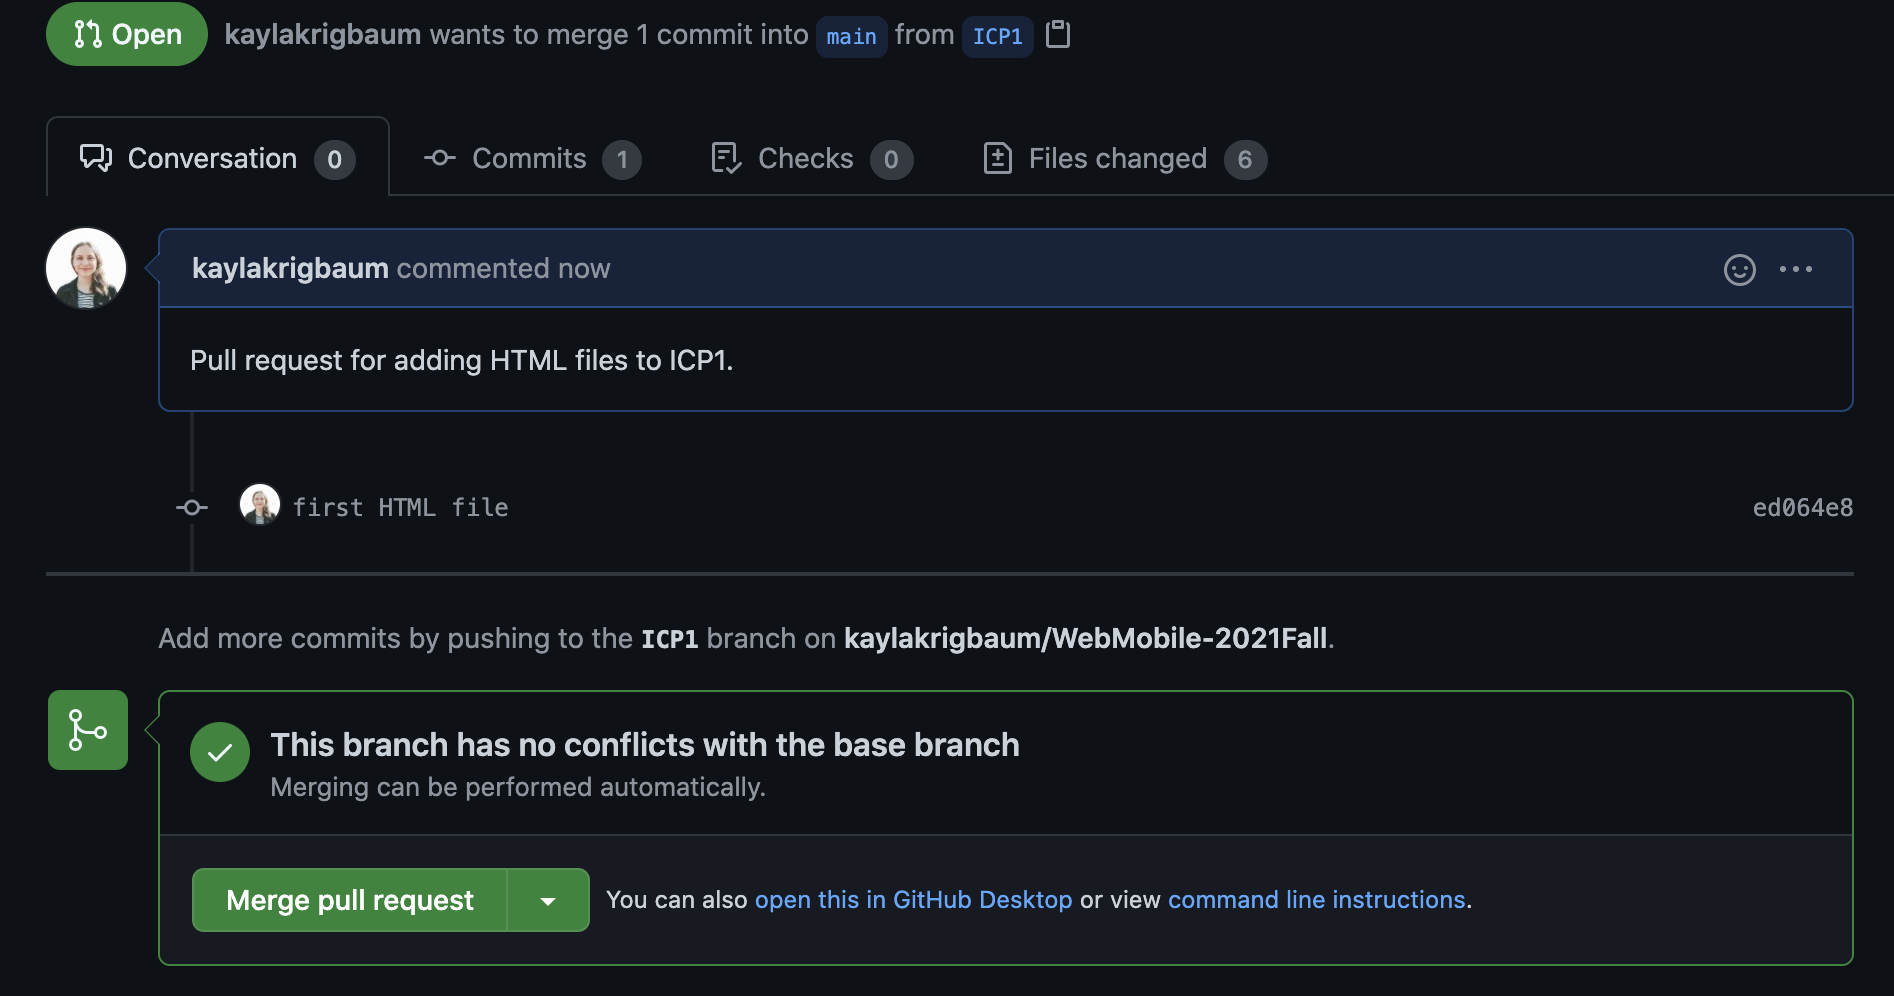 Open kaylakrigbaum wants to merge 1 commit into main from ICP1
Conversation 0 Commits 1 Checks 0 Files changed 6
kaylakrigbaum commented now
Pull request for adding HTML files to ICP1.
first HTML file ed064e8
Add more commits by pushing to the ICP1 branch on kaylakrigbaum/WebMobile-2021Fall.
This branch has no conflicts with the base branch
Merging can be performed automatically.
Merge pull request You can also open this in GitHub Desktop or view command line instructions.